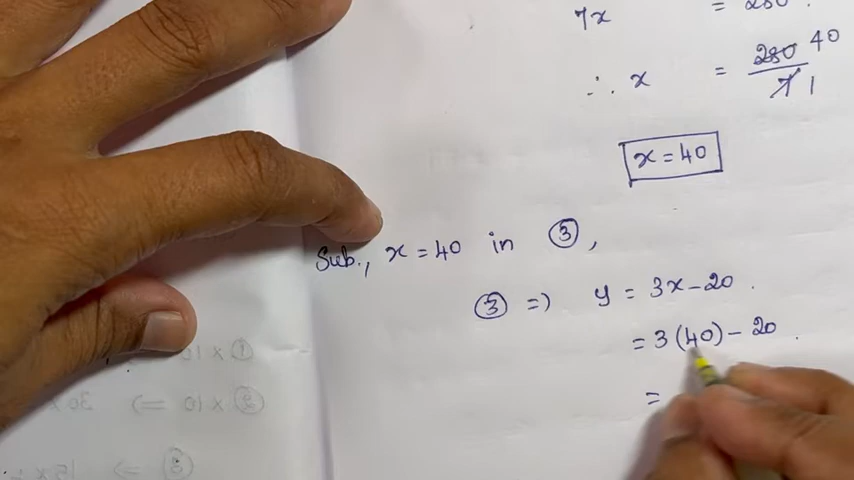 7x = 280.
∴ x = 280/7 40 1
x = 40
Sub., x = 40 in ③,
③ ⇒ y = 3x - 20.
= 3(40) - 20.
=